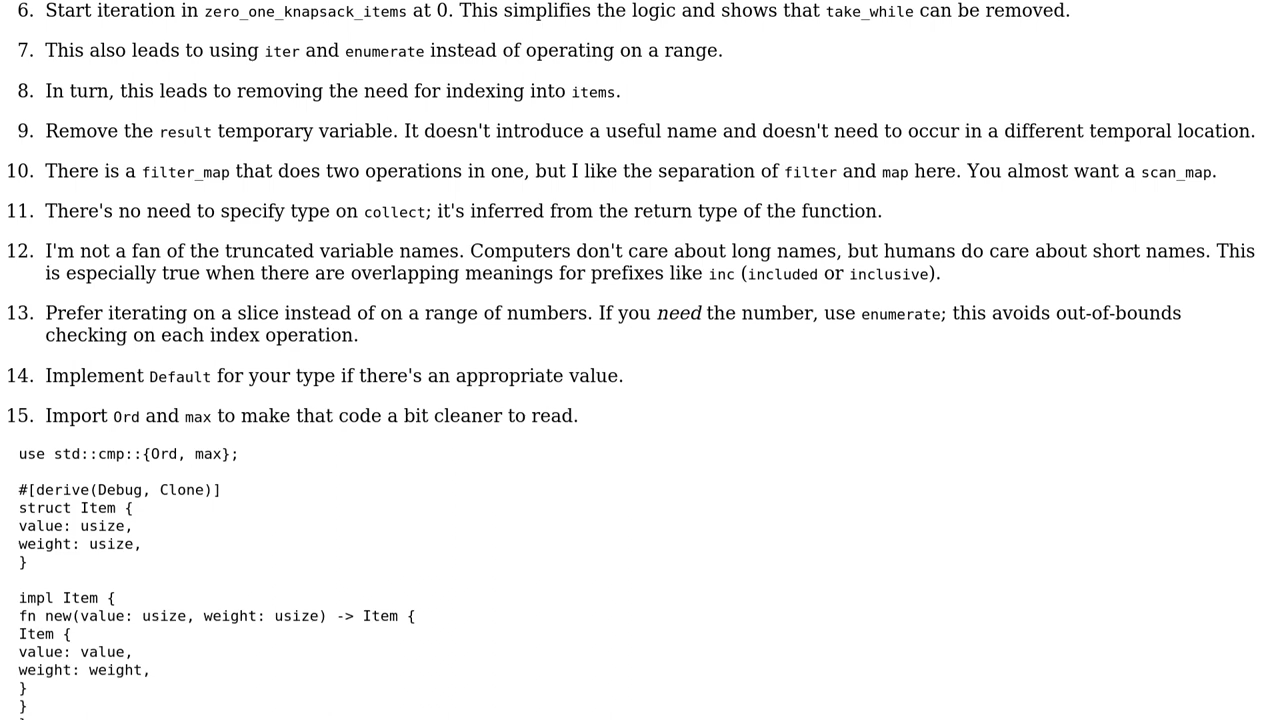 6. Start iteration in zero_one_knapsack_items at 0. This simplifies the logic and shows that take_while can be removed.
7. This also leads to using iter and enumerate instead of operating on a range.
8. In turn, this leads to removing the need for indexing into items.
9. Remove the result temporary variable. It doesn't introduce a useful name and doesn't need to occur in a different temporal location.
10. There is a filter_map that does two operations in one, but I like the separation of filter and map here. You almost want a scan_map.
11. There's no need to specify type on collect; it's inferred from the return type of the function.
12. I'm not a fan of the truncated variable names. Computers don't care about long names, but humans do care about short names. This
is especially true when there are overlapping meanings for prefixes like inc (included or inclusive).
13. Prefer iterating on a slice instead of on a range of numbers. If you need the number, use enumerate; this avoids out-of-bounds
checking on each index operation.
14. Implement Default for your type if there's an appropriate value.
15. Import Ord and max to make that code a bit cleaner to read.
use std::cmp::{Ord, max};
#[derive(Debug, Clone)]
struct Item {
value: usize,
weight: usize,
}
impl Item {
fn new(value: usize, weight: usize) -> Item {
Item {
value: value,
weight: weight,
}
}